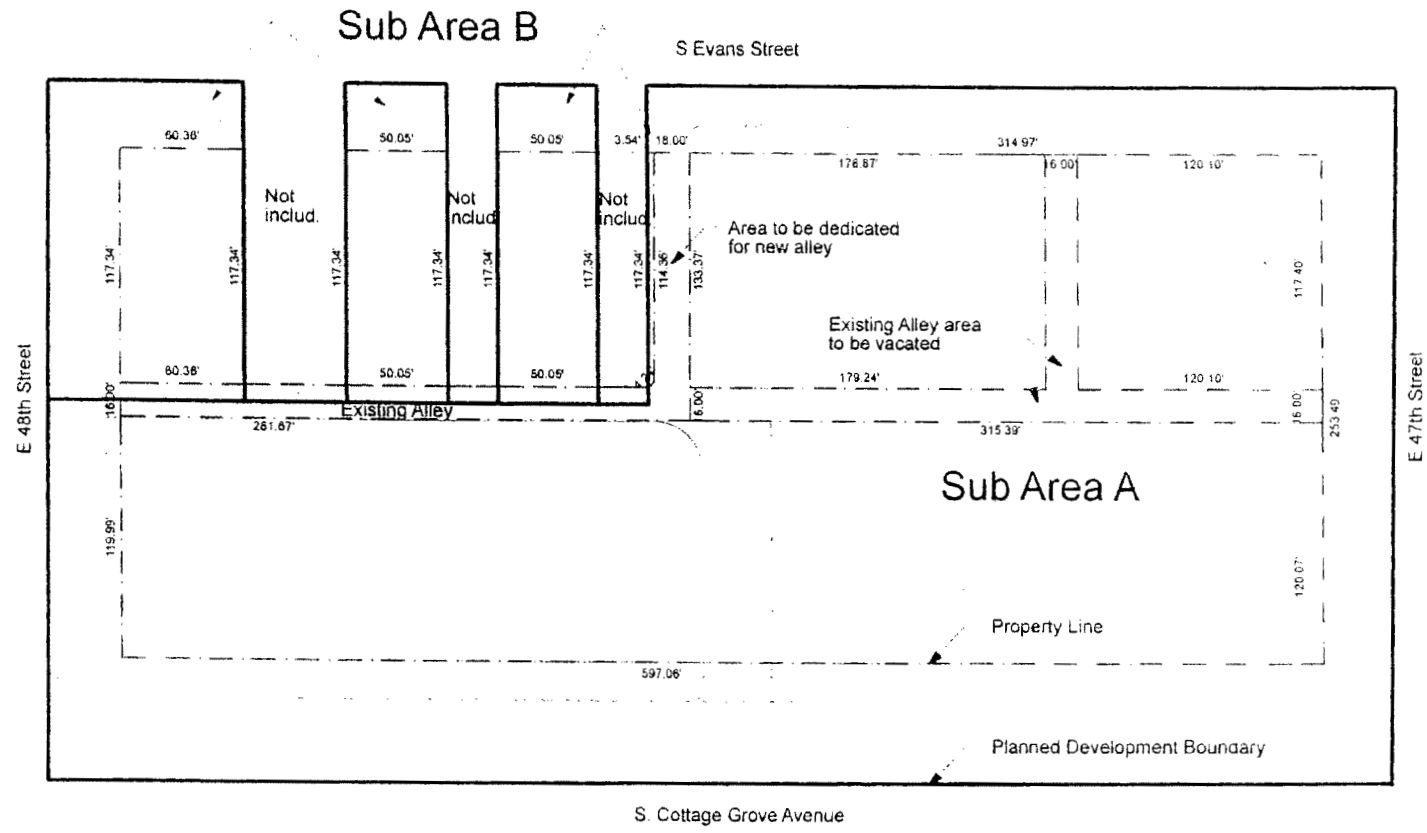 Sub Area B
S Evans Street
60.36'
50.05'
50.05'
3.54'
18.00'
314.97'
178.87'
16.00'
120.10'
Not
includ.
Not
includ
Not
includ
Area to be dedicated
for new alley
117.34'
117.34'
117.34'
117.34'
117.34'
117.34'
117.34'
114.36'
133.37'
117.40'
Existing Alley area
to be vacated
E 48th Street
E 47th Street
60.36'
50.05'
50.05'
179.24'
120.10'
16.00'
Existing Alley
6.00'
16.00'
253.49
281.67'
315.39'
Sub Area A
119.99'
120.07'
Property Line
597.06'
Planned Development Boundary
S. Cottage Grove Avenue